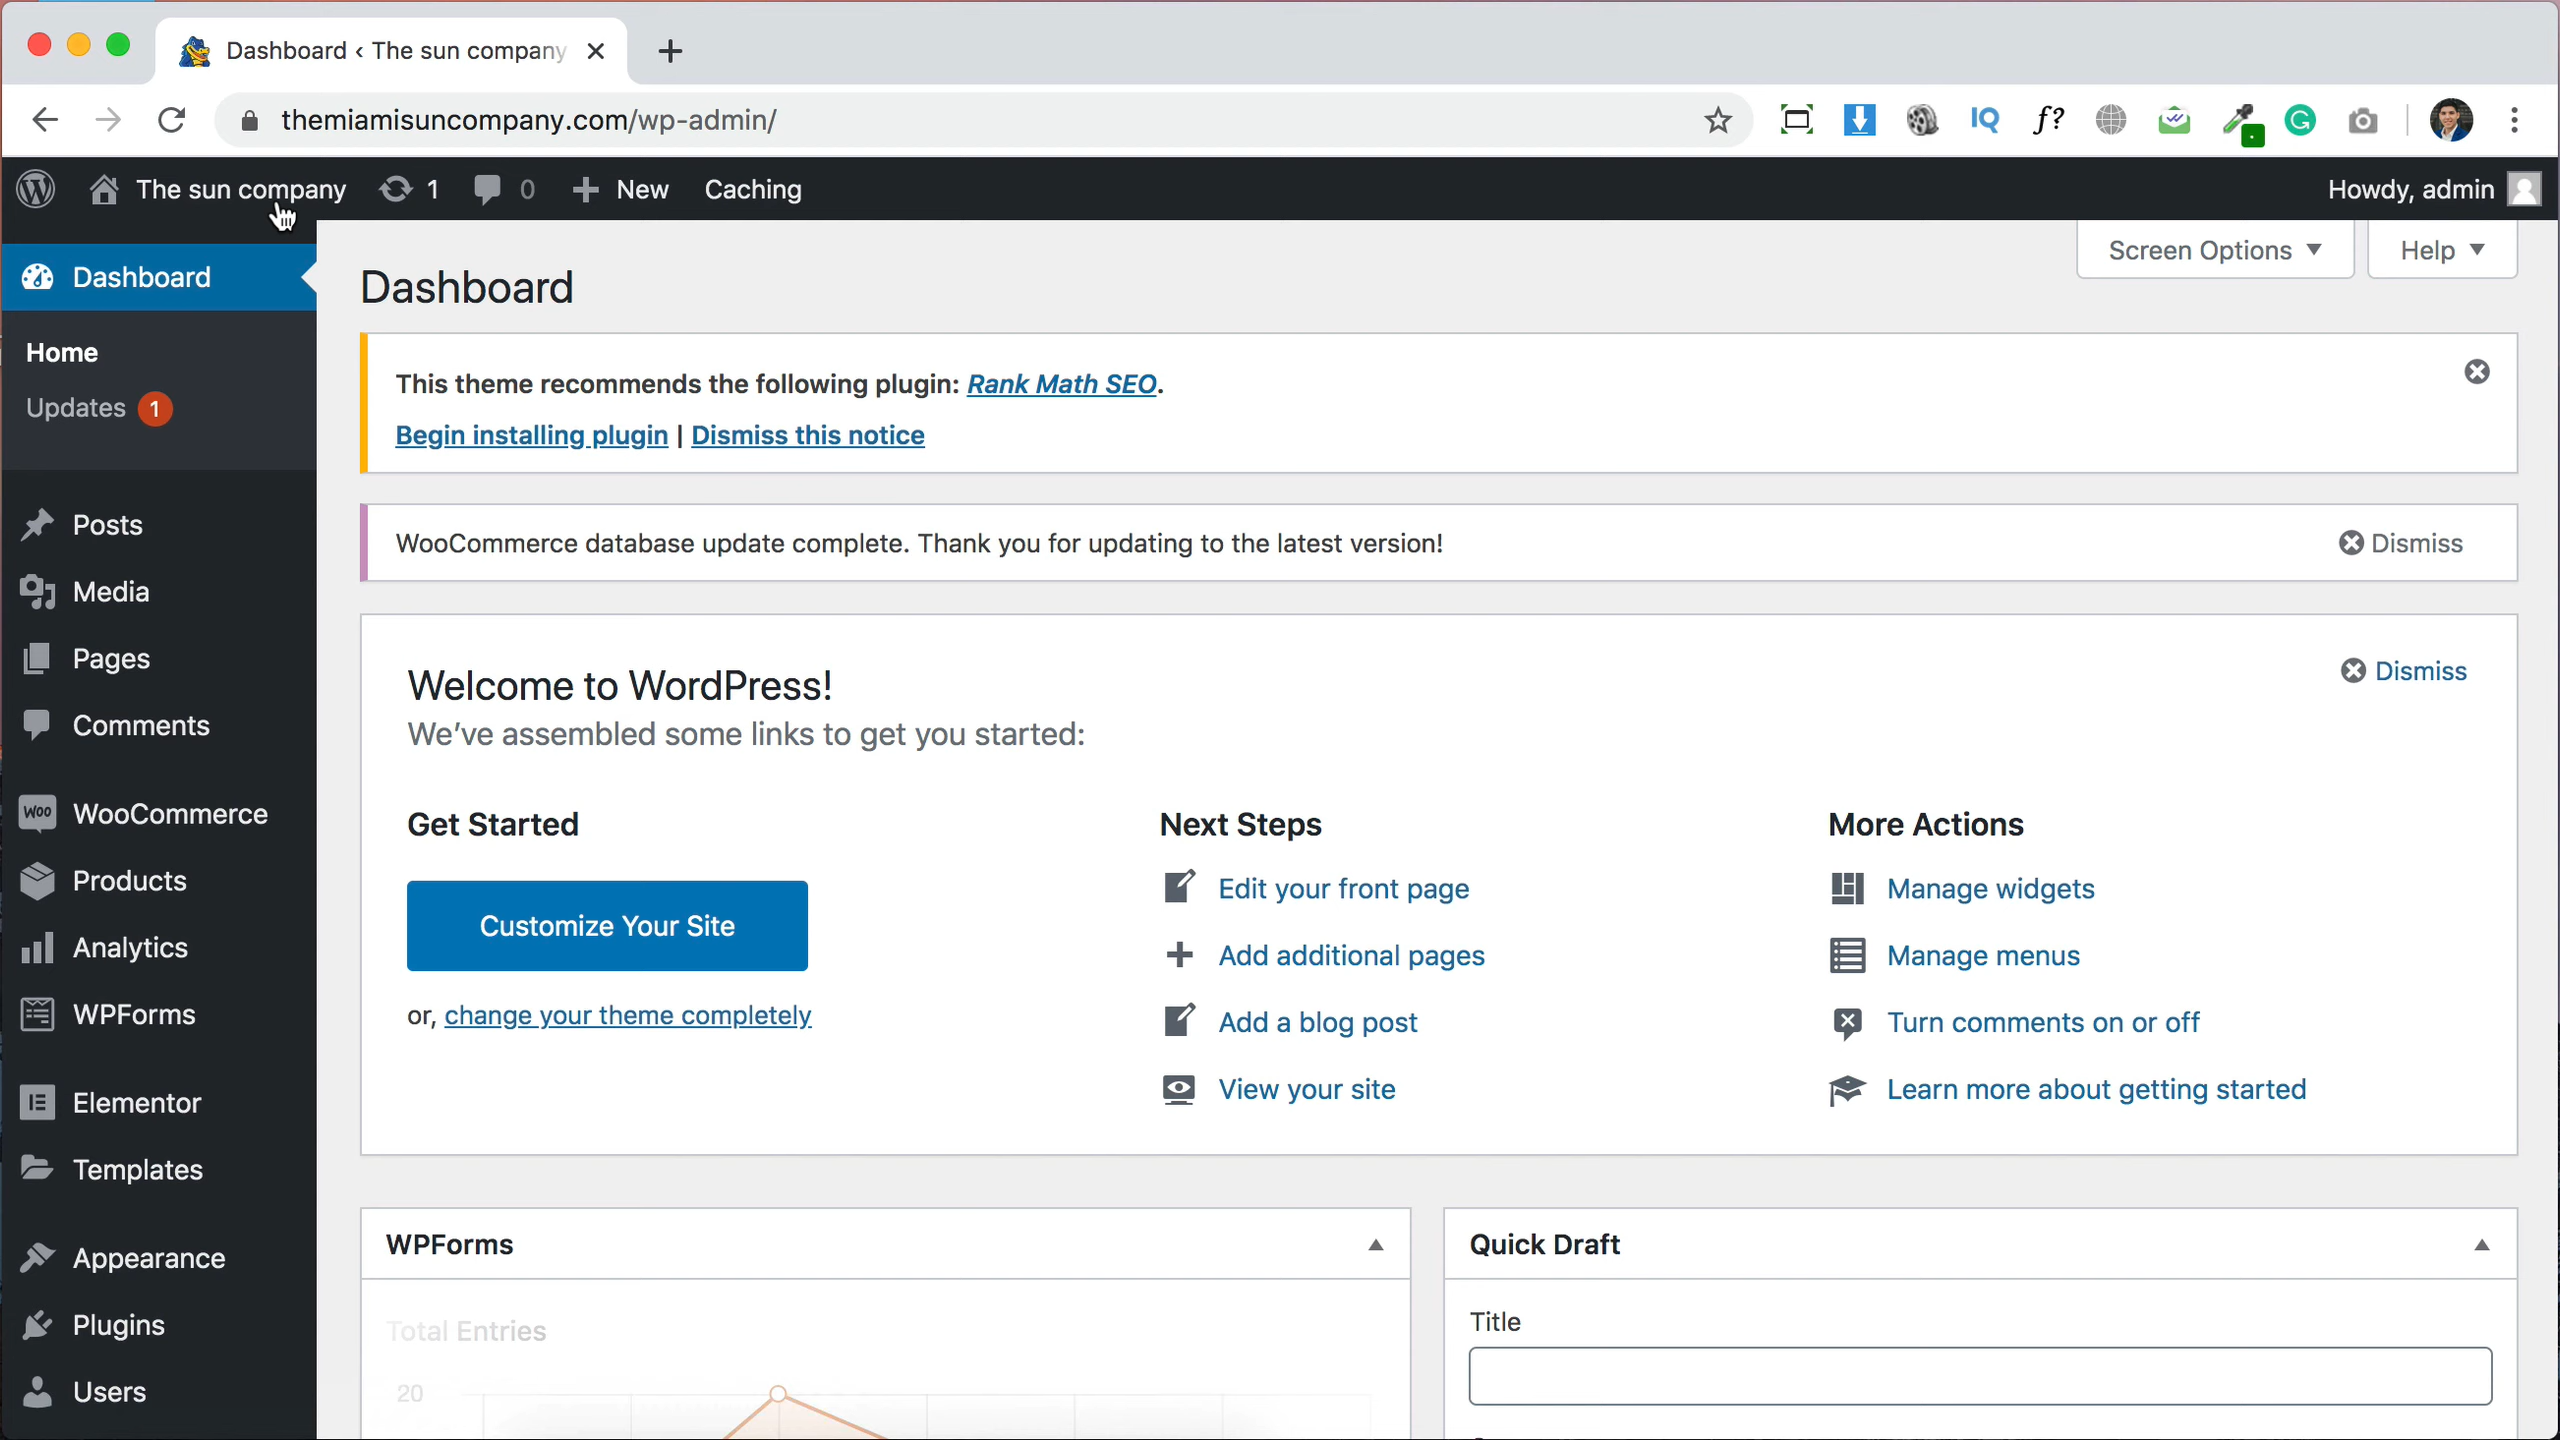 Dashboard ‹ The sun company
themiamisuncompany.com/wp-admin/
IQ
f?
The sun company 1 0 New Caching
Howdy, admin
Screen Options
Help
Dashboard
Home
Updates 1
Posts
Media
Pages
Comments
Woo WooCommerce
Products
Analytics
WPForms
Elementor
Templates
Appearance
Plugins
Users
Dashboard
This theme recommends the following plugin: Rank Math SEO.
Begin installing plugin | Dismiss this notice
WooCommerce database update complete. Thank you for updating to the latest version!
Dismiss
Welcome to WordPress!
Dismiss
We've assembled some links to get you started:
Get Started
Customize Your Site
or, change your theme completely
Next Steps
Edit your front page
Add additional pages
Add a blog post
View your site
More Actions
Manage widgets
Manage menus
Turn comments on or off
Learn more about getting started
WPForms
Total Entries
20
Quick Draft
Title